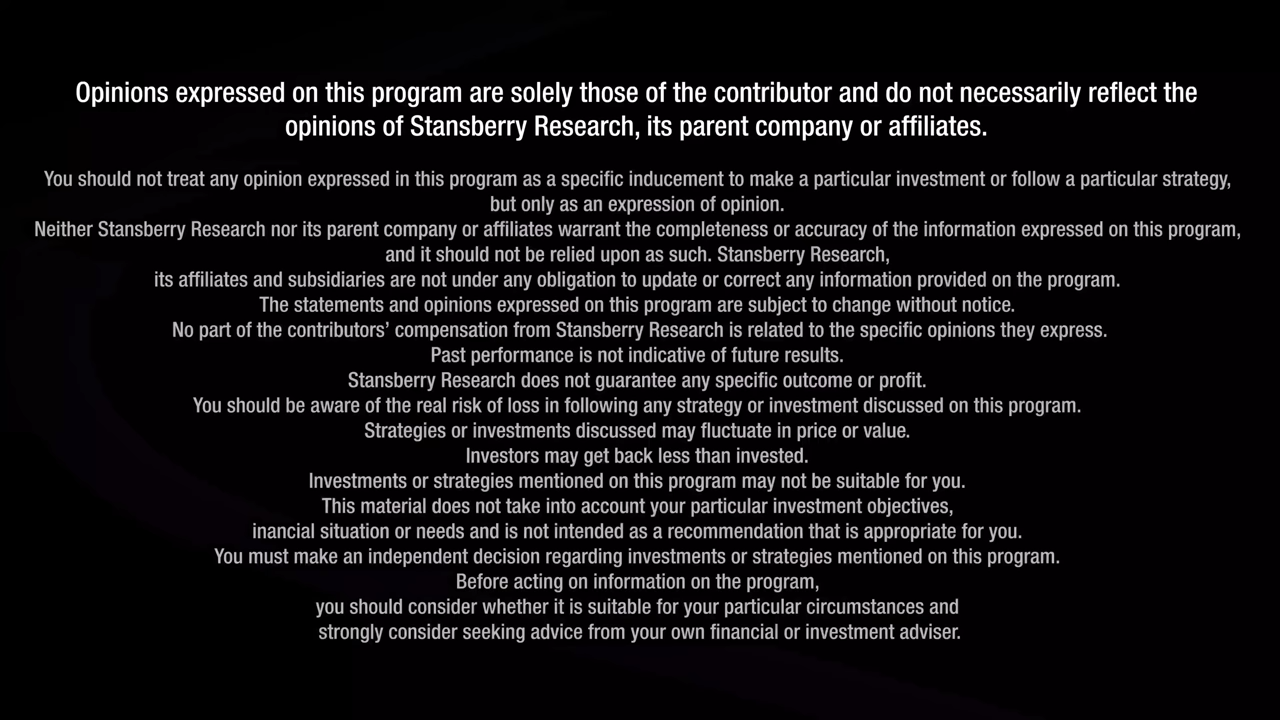 Opinions expressed on this program are solely those of the contributor and do not necessarily reflect the
opinions of Stansberry Research, its parent company or affiliates.
You should not treat any opinion expressed in this program as a specific inducement to make a particular investment or follow a particular strategy,
but only as an expression of opinion.
Neither Stansberry Research nor its parent company or affiliates warrant the completeness or accuracy of the information expressed on this program,
and it should not be relied upon as such. Stansberry Research,
its affiliates and subsidiaries are not under any obligation to update or correct any information provided on the program.
The statements and opinions expressed on this program are subject to change without notice.
No part of the contributors’ compensation from Stansberry Research is related to the specific opinions they express.
Past performance is not indicative of future results.
Stansberry Research does not guarantee any specific outcome or profit.
You should be aware of the real risk of loss in following any strategy or investment discussed on this program.
Strategies or investments discussed may fluctuate in price or value.
Investors may get back less than invested.
Investments or strategies mentioned on this program may not be suitable for you.
This material does not take into account your particular investment objectives,
inancial situation or needs and is not intended as a recommendation that is appropriate for you.
You must make an independent decision regarding investments or strategies mentioned on this program.
Before acting on information on the program,
you should consider whether it is suitable for your particular circumstances and
strongly consider seeking advice from your own financial or investment adviser.